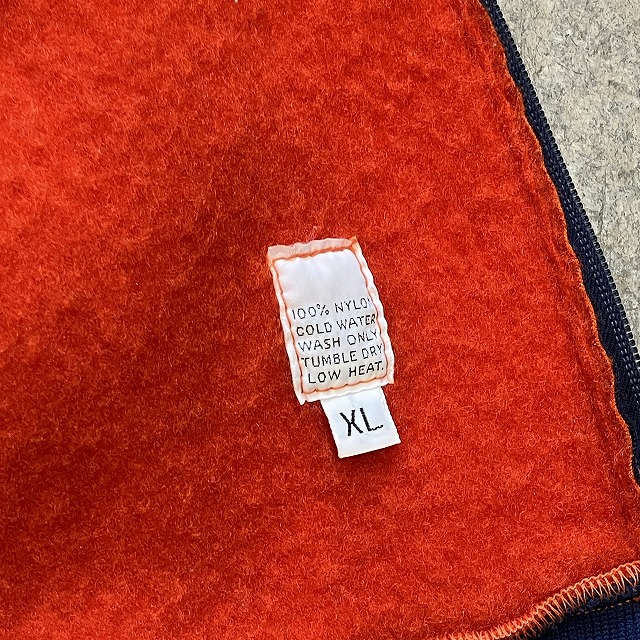 100% NYLON
COLD WATER
WASH ONLY
TUMBLE DRY
LOW HEAT.
XL